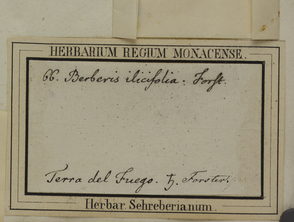 HERBARIUM REGIUM MONACENSE.
66. Berberis ilicifolia. Forst.
Terra del Fuego. ♄. Forster.
Herbar. Schreberianum.